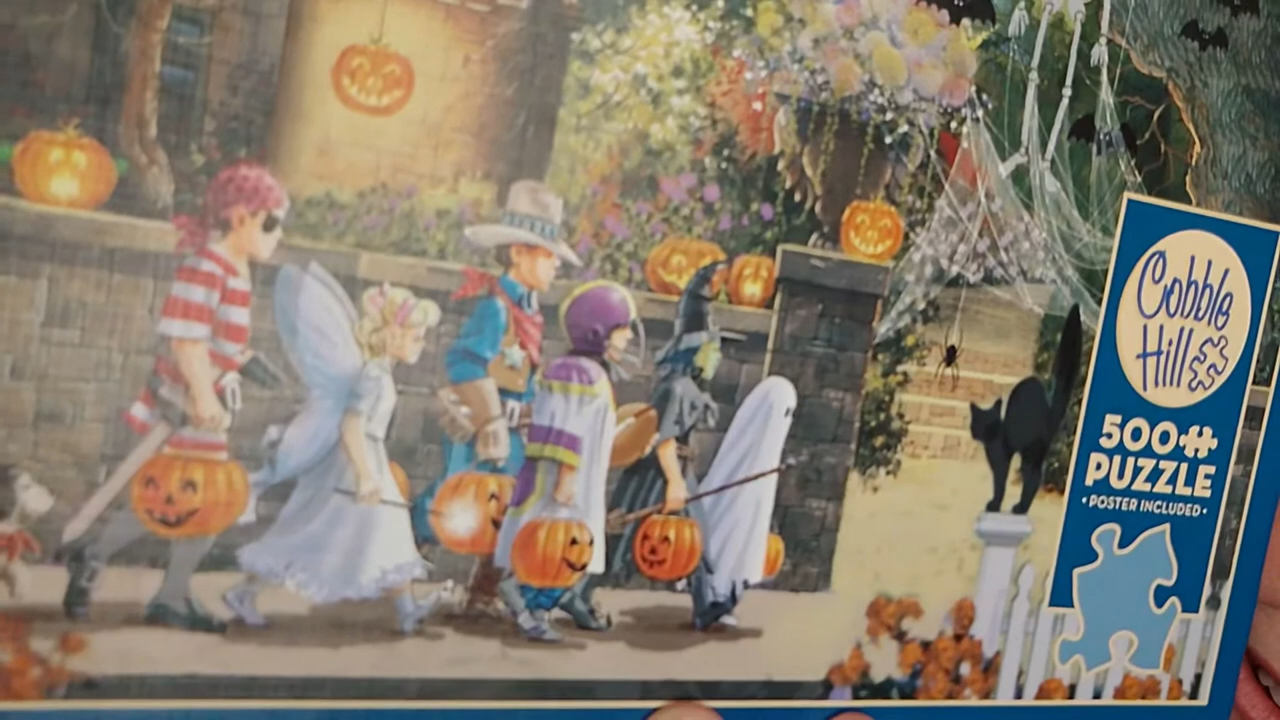 Cobble
Hill
500
PUZZLE
• POSTER INCLUDED •